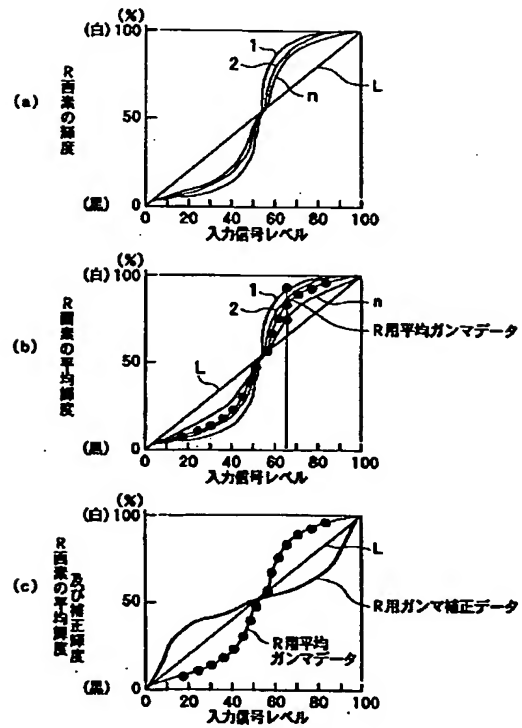 (%)
(白) 100
1
2
n
L
(a)
R画素の輝度
50
(黒) 0
0 20 40 60 80 100
入力信号レベル
(%)
(白) 100
1
2
n
R用平均ガンマデータ
(b)
R画素の平均輝度
L
50
(黒) 0
0 20 40 60 80 100
入力信号レベル
(%)
(白) 100
L
(c)
R画素の平均輝度
及び補正輝度
50
R用ガンマ補正データ
R用平均
ガンマデータ
(黒) 0
0 20 40 60 80 100
入力信号レベル